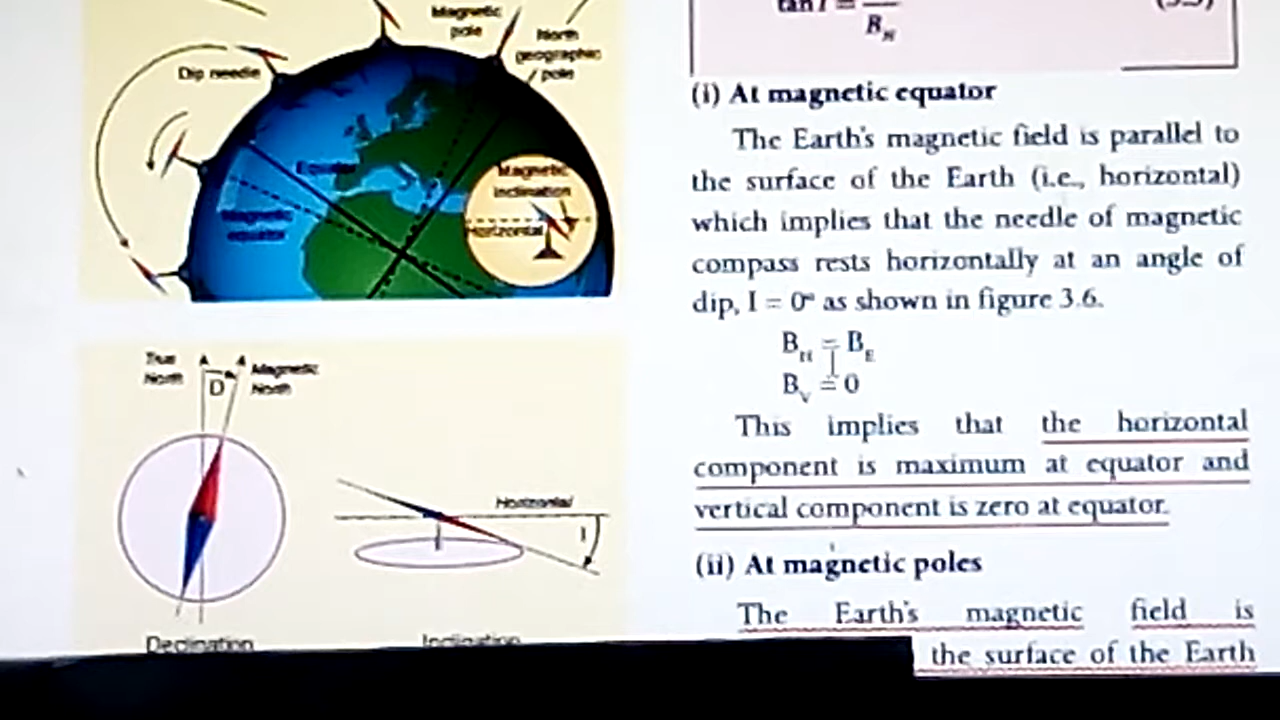 Magnetic
pole
North
geographic
pole
Dip needle
Equator
Magnetic
equator
Magnetic
inclination
Horizontal
True
North
D
Magnetic
North
Horizontal
I
Declination
Inclination
tan I =
B_H
(i) At magnetic equator
The Earth's magnetic field is parallel to
the surface of the Earth (i.e., horizontal)
which implies that the needle of magnetic
compass rests horizontally at an angle of
dip, I = 0° as shown in figure 3.6.
B_H = B_E
B_V = 0
This implies that the horizontal
component is maximum at equator and
vertical component is zero at equator.
(ii) At magnetic poles
The Earth's magnetic field is
the surface of the Earth